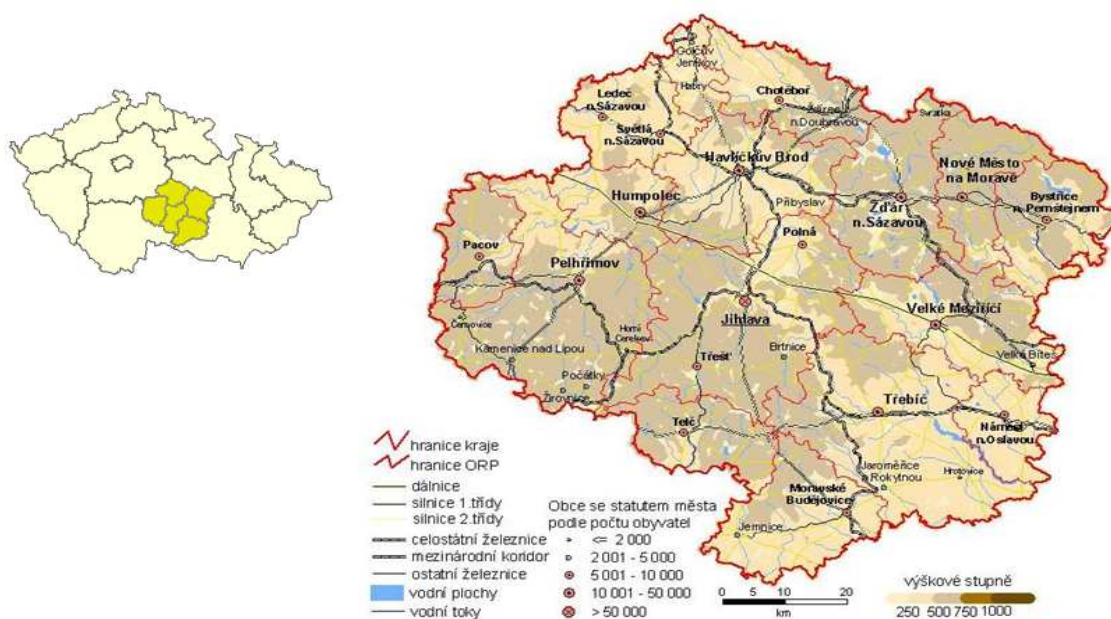 Golčův
Jeníkov
Habry
Ledeč
n.Sázavou
Chotěboř
Ždírec
n.Doubravou
Svratka
Světlá
n.Sázavou
Havlíčkův Brod
Nové Město
na Moravě
Humpolec
Přibyslav
Žďár
n.Sázavou
Bystřice
n.Pernštejnem
Pacov
Polná
Pelhřimov
Jihlava
Velké Meziříčí
Černovice
Horní
Cerekev
Kamenice nad Lipou
Třešť
Brtnice
Velká Bíteš
Počátky
Žirovnice
Třebíč
Telč
Náměšť
n.Oslavou
Jaroměřice
n.Rokytnou
Hrotovice
Moravské
Budějovice
Jemnice
hranice kraje
hranice ORP
dálnice
silnice 1.třídy
silnice 2.třídy
celostátní železnice
mezinárodní koridor
ostatní železnice
vodní plochy
vodní toky
Obce se statutem města
podle počtu obyvatel
<= 2 000
2 001 - 5 000
5 001 - 10 000
10 001 - 50 000
> 50 000
0 5 10 20
km
výškové stupně
250 500 750 1000